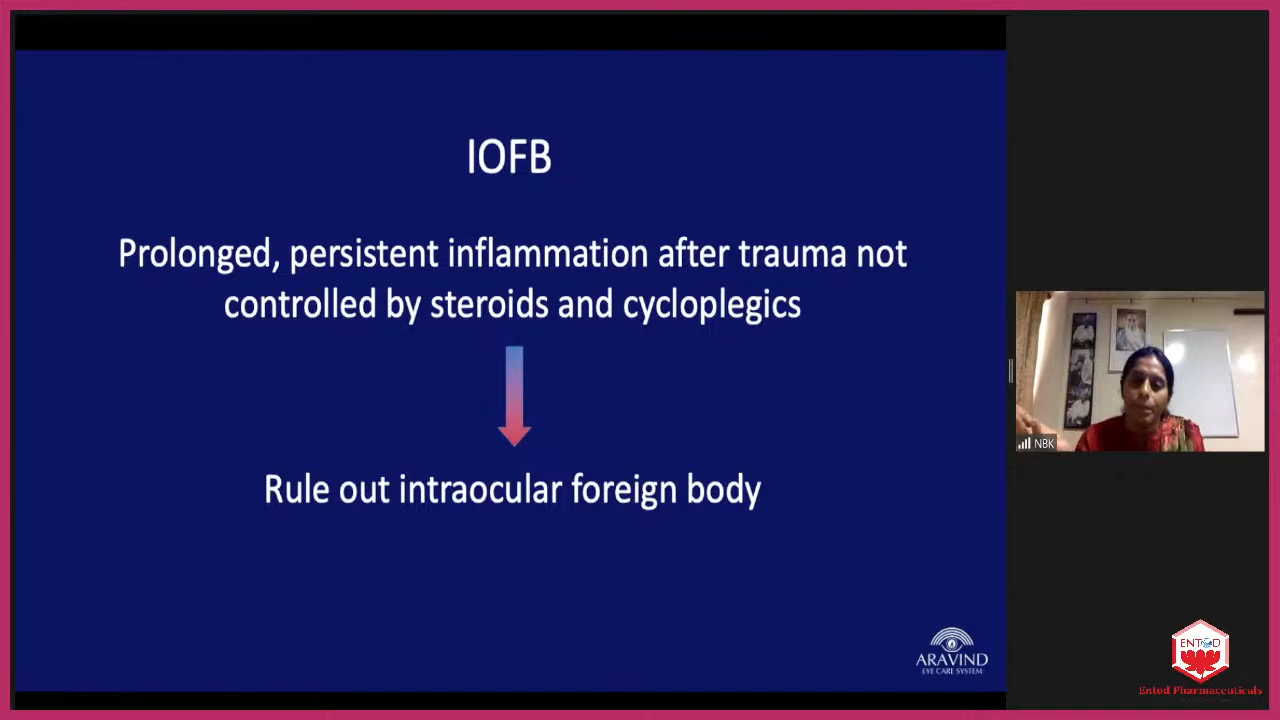 IOFB
Prolonged, persistent inflammation after trauma not
controlled by steroids and cycloplegics
Rule out intraocular foreign body
ARAVIND
EYE CARE SYSTEM
NBK
ENTOD
Entod Pharmaceuticals